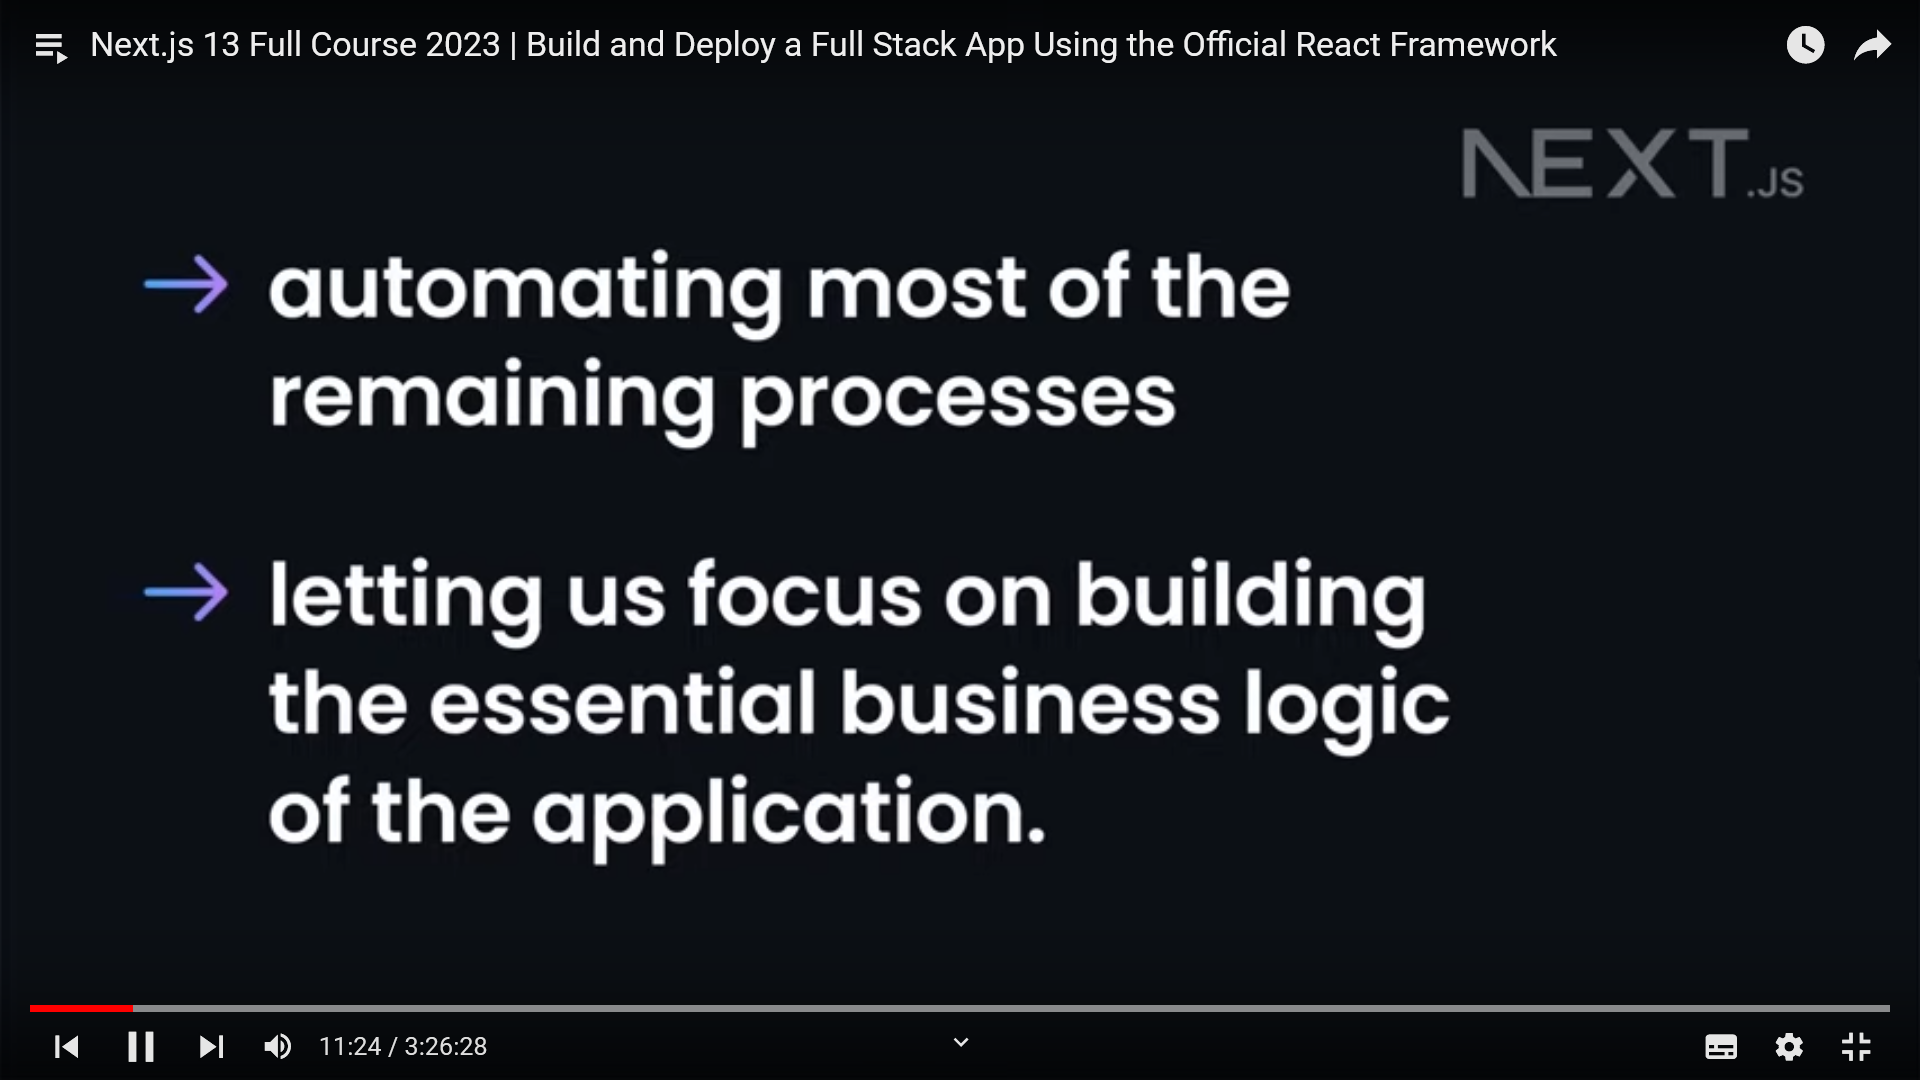 Next.js 13 Full Course 2023 | Build and Deploy a Full Stack App Using the Official React Framework
NEXT.JS
automating most of the
remaining processes
letting us focus on building
the essential business logic
of the application.
11:24 / 3:26:28